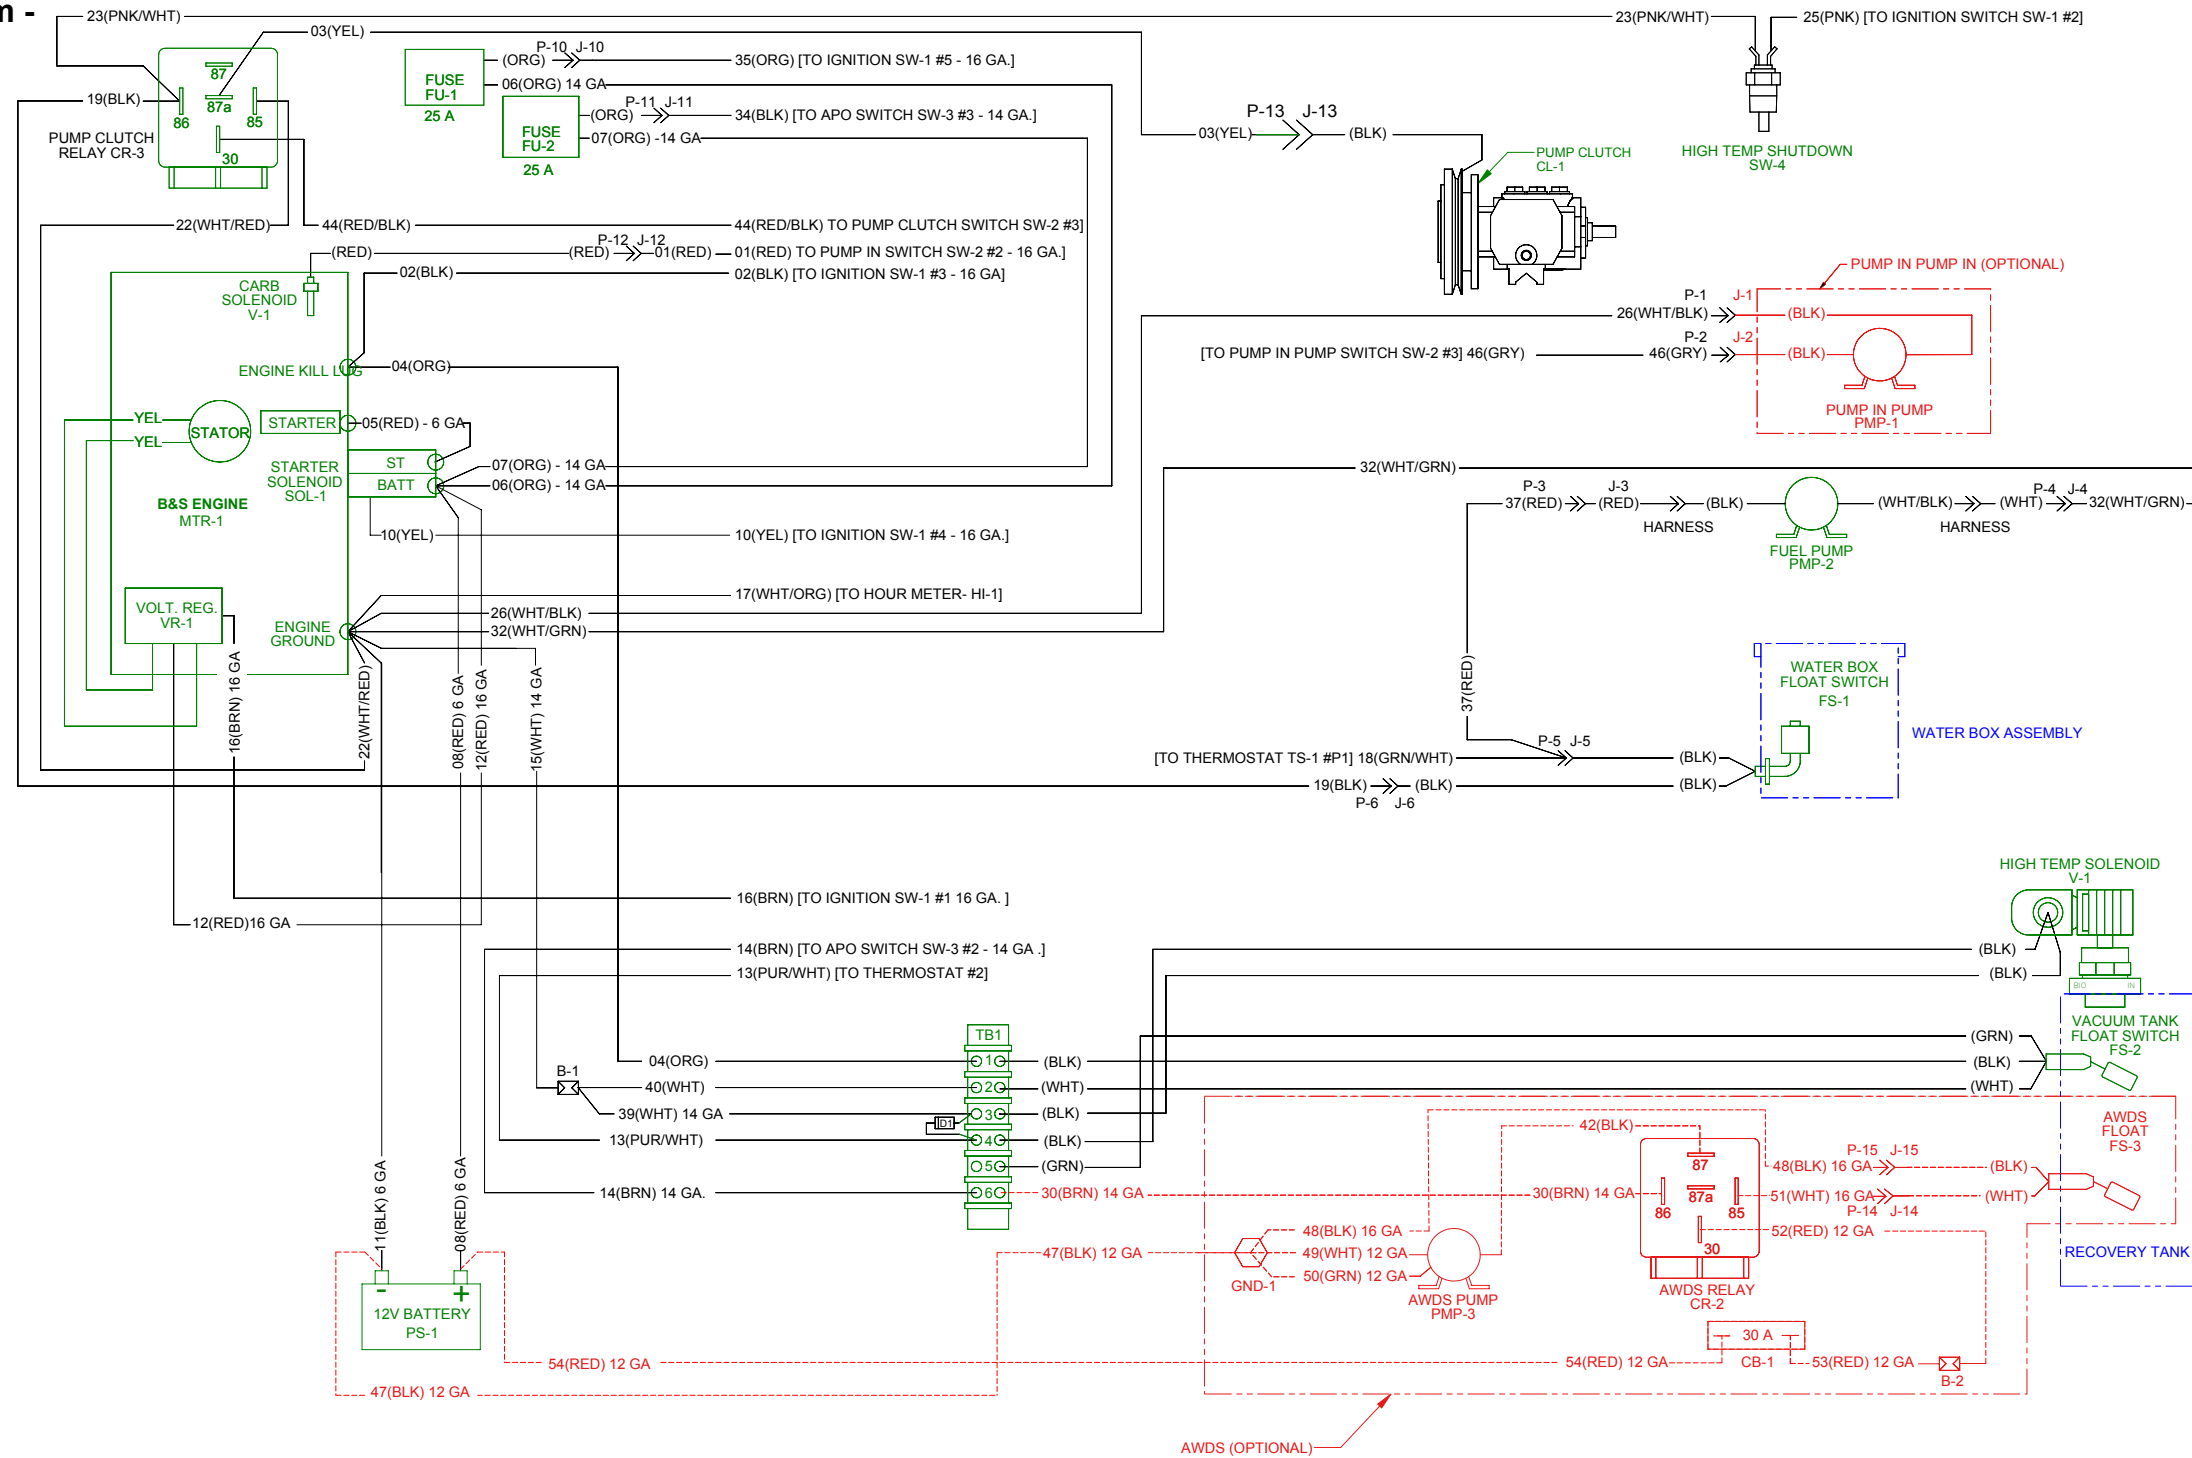 m -
23(PNK/WHT)
23(PNK/WHT)
25(PNK) [TO IGNITION SWITCH SW-1 #2]
03(YEL)
87
87a
86
85
30
19(BLK)
PUMP CLUTCH
RELAY CR-3
FUSE
FU-1
25 A
P-10 J-10
(ORG)
35(ORG) [TO IGNITION SW-1 #5 - 16 GA.]
06(ORG) 14 GA
FUSE
FU-2
25 A
P-11 J-11
(ORG)
34(BLK) [TO APO SWITCH SW-3 #3 - 14 GA.]
07(ORG) -14 GA
P-13 J-13
03(YEL)
(BLK)
PUMP CLUTCH
CL-1
HIGH TEMP SHUTDOWN
SW-4
22(WHT/RED)
44(RED/BLK)
44(RED/BLK) TO PUMP CLUTCH SWITCH SW-2 #3]
(RED)
P-12 J-12
(RED)
01(RED)
01(RED) TO PUMP IN SWITCH SW-2 #2 - 16 GA.]
02(BLK)
02(BLK) [TO IGNITION SW-1 #3 - 16 GA]
CARB
SOLENOID
V-1
PUMP IN PUMP IN (OPTIONAL)
P-1 J-1
26(WHT/BLK)
(BLK)
P-2 J-2
[TO PUMP IN PUMP SWITCH SW-2 #3] 46(GRY)
46(GRY)
(BLK)
PUMP IN PUMP
PMP-1
ENGINE KILL LUG
04(ORG)
YEL
YEL
STATOR
STARTER
05(RED) - 6 GA
STARTER
SOLENOID
SOL-1
ST
BATT
07(ORG) - 14 GA
06(ORG) - 14 GA
B&S ENGINE
MTR-1
10(YEL)
10(YEL) [TO IGNITION SW-1 #4 - 16 GA.]
32(WHT/GRN)
P-3 J-3
37(RED)
(RED)
HARNESS
(BLK)
FUEL PUMP
PMP-2
(WHT/BLK)
HARNESS
(WHT)
P-4 J-4
32(WHT/GRN)
17(WHT/ORG) [TO HOUR METER- HI-1]
26(WHT/BLK)
32(WHT/GRN)
VOLT. REG.
VR-1
ENGINE
GROUND
16(BRN) 16 GA
22(WHT/RED)
08(RED) 6 GA
12(RED) 16 GA
15(WHT) 14 GA
37(RED)
WATER BOX
FLOAT SWITCH
FS-1
WATER BOX ASSEMBLY
P-5 J-5
[TO THERMOSTAT TS-1 #P1] 18(GRN/WHT)
(BLK)
19(BLK)
(BLK)
(BLK)
P-6 J-6
HIGH TEMP SOLENOID
V-1
16(BRN) [TO IGNITION SW-1 #1 16 GA. ]
12(RED)16 GA
14(BRN) [TO APO SWITCH SW-3 #2 - 14 GA .]
13(PUR/WHT) [TO THERMOSTAT #2]
(BLK)
(BLK)
BIO IN
VACUUM TANK
FLOAT SWITCH
FS-2
TB1
04(ORG)
1
(BLK)
(GRN)
(BLK)
B-1
40(WHT)
2
(WHT)
(WHT)
39(WHT) 14 GA
3
(BLK)
D1
13(PUR/WHT)
4
(BLK)
5
(GRN)
14(BRN) 14 GA.
6
30(BRN) 14 GA
30(BRN) 14 GA
42(BLK)
87
87a
86
85
30
AWDS
FLOAT
FS-3
P-15 J-15
48(BLK) 16 GA
(BLK)
51(WHT) 16 GA
(WHT)
P-14 J-14
52(RED) 12 GA
RECOVERY TANK
11(BLK) 6 GA
08(RED) 6 GA
47(BLK) 12 GA
GND-1
48(BLK) 16 GA
49(WHT) 12 GA
50(GRN) 12 GA
AWDS PUMP
PMP-3
AWDS RELAY
CR-2
- +
12V BATTERY
PS-1
30 A
CB-1
54(RED) 12 GA
54(RED) 12 GA
53(RED) 12 GA
B-2
47(BLK) 12 GA
AWDS (OPTIONAL)